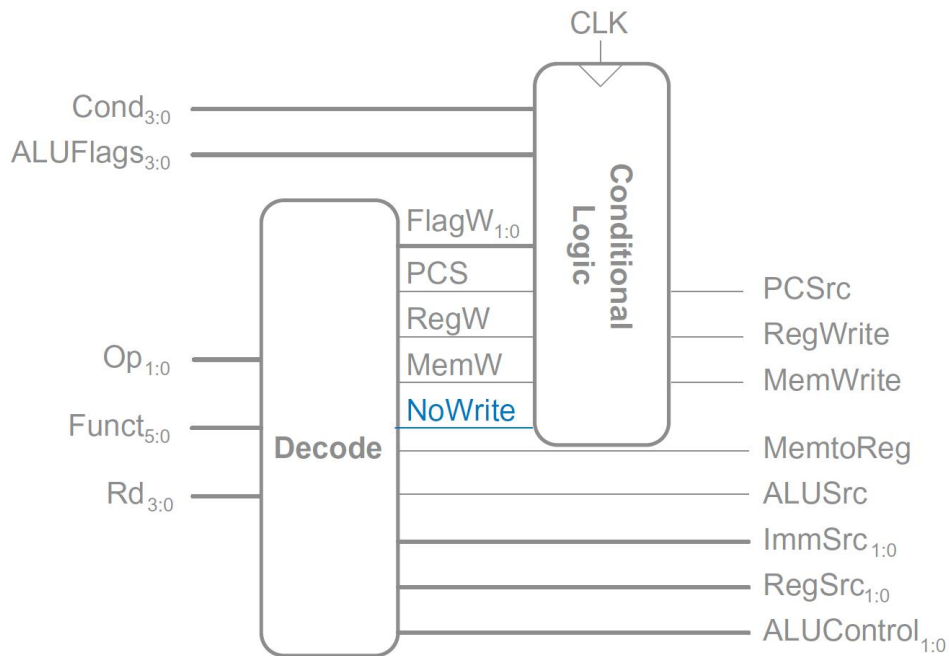 CLK
Cond3:0
ALUFlags3:0
Conditional
Logic
FlagW1:0
PCS
RegW
MemW
NoWrite
Op1:0
Funct5:0
Rd3:0
Decode
PCSrc
RegWrite
MemWrite
MemtoReg
ALUSrc
ImmSrc1:0
RegSrc1:0
ALUControl1:0